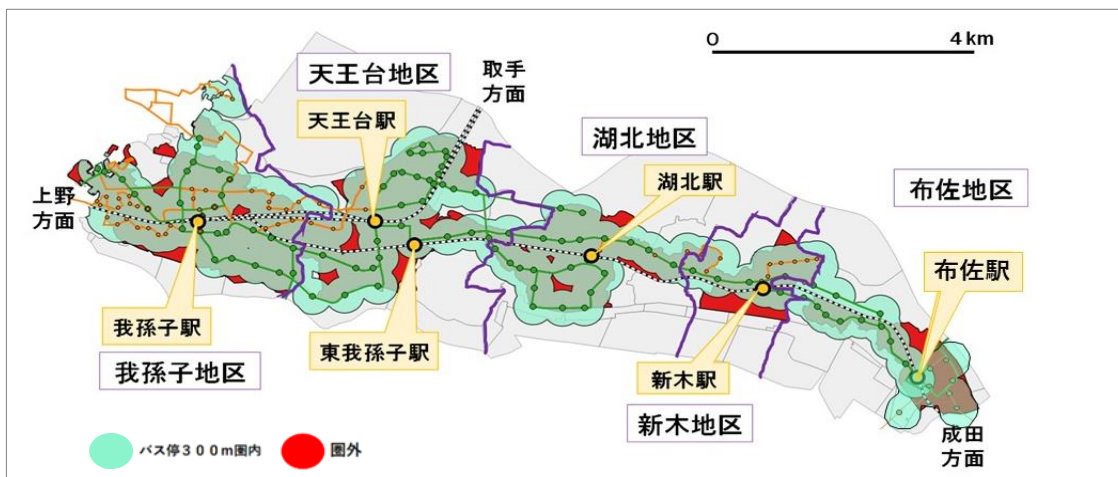 0
4km
天王台地区
取手
方面
天王台駅
湖北地区
湖北駅
布佐地区
上野
方面
布佐駅
我孫子駅
東我孫子駅
新木駅
我孫子地区
新木地区
成田
方面
バス停300m圏内
圏外